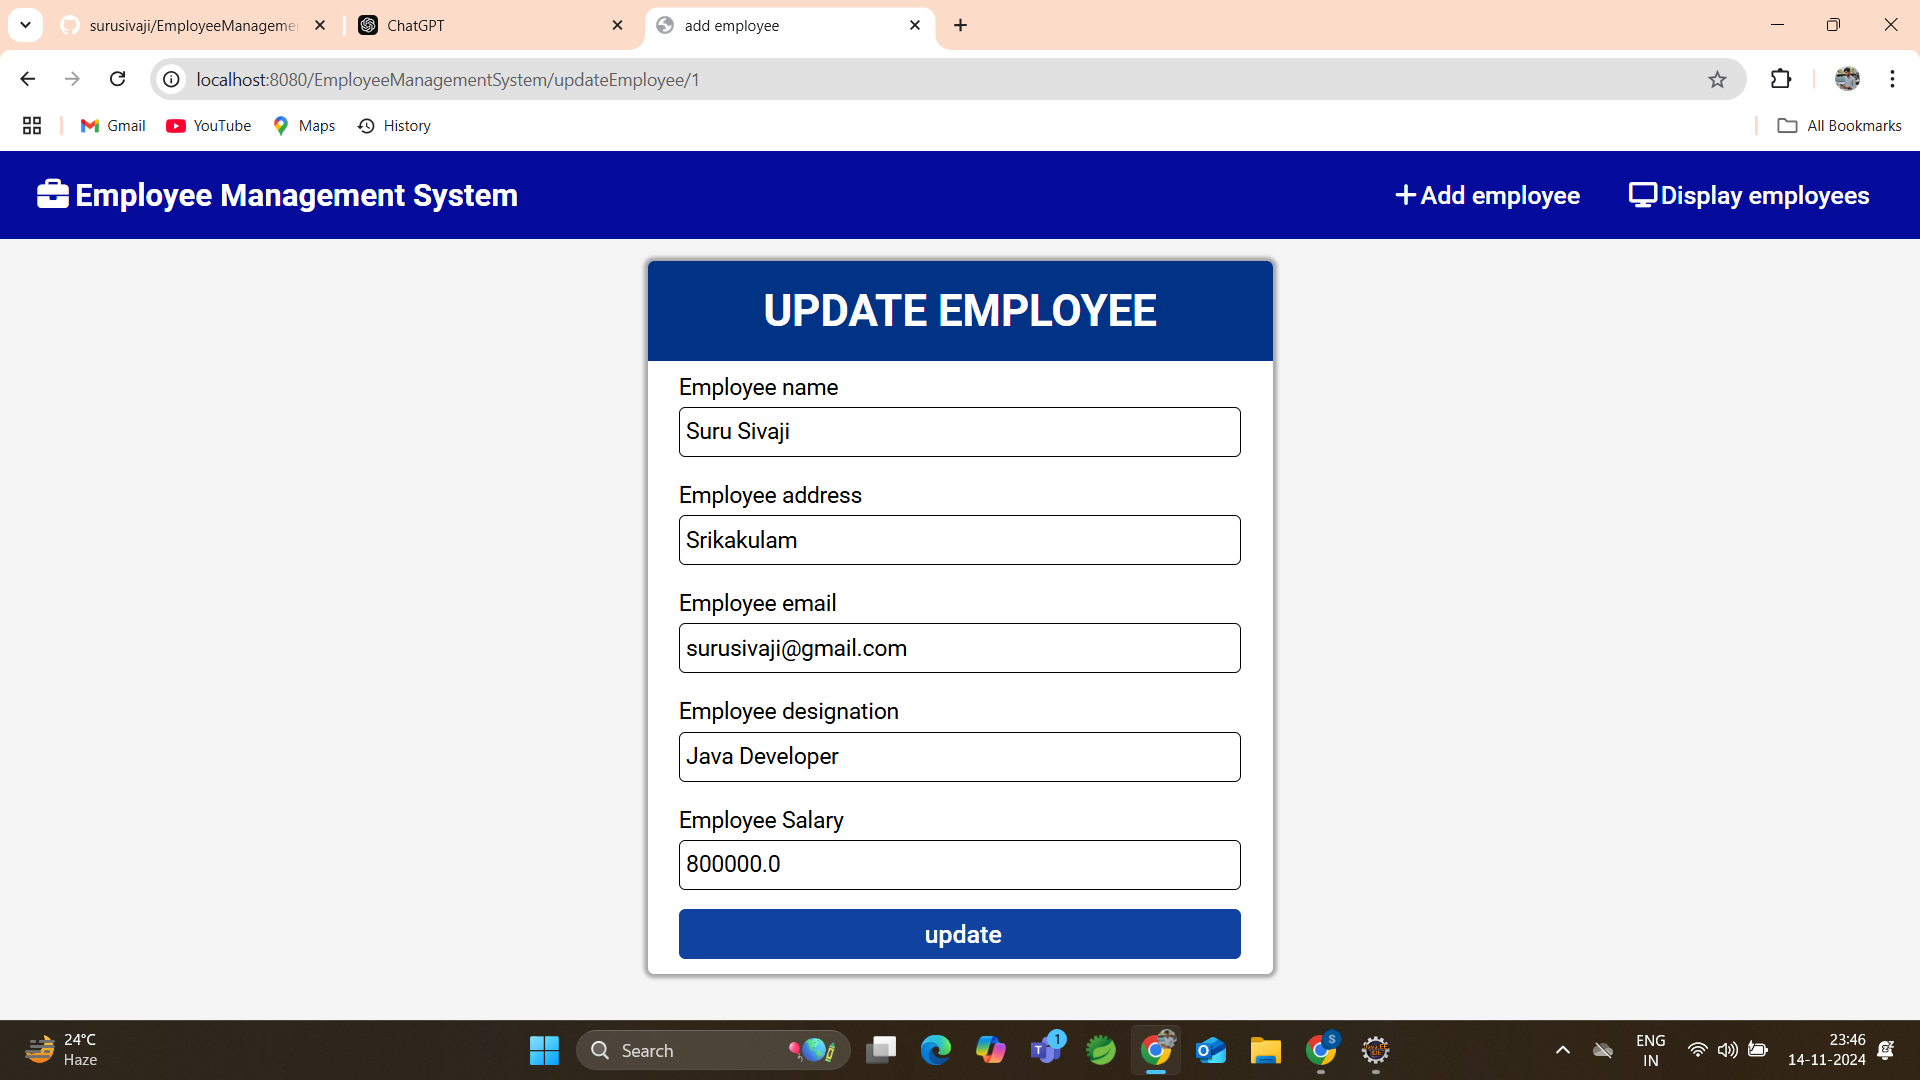 surusivaji/EmployeeManageme
ChatGPT
add employee
localhost:8080/EmployeeManagementSystem/updateEmployee/1
Gmail
YouTube
Maps
History
All Bookmarks
Employee Management System
Add employee
Display employees
UPDATE EMPLOYEE
Employee name
Suru Sivaji
Employee address
Srikakulam
Employee email
surusivaji@gmail.com
Employee designation
Java Developer
Employee Salary
800000.0
update
24°C
Haze
Search
1
S
ENG
IN
23:46
14-11-2024